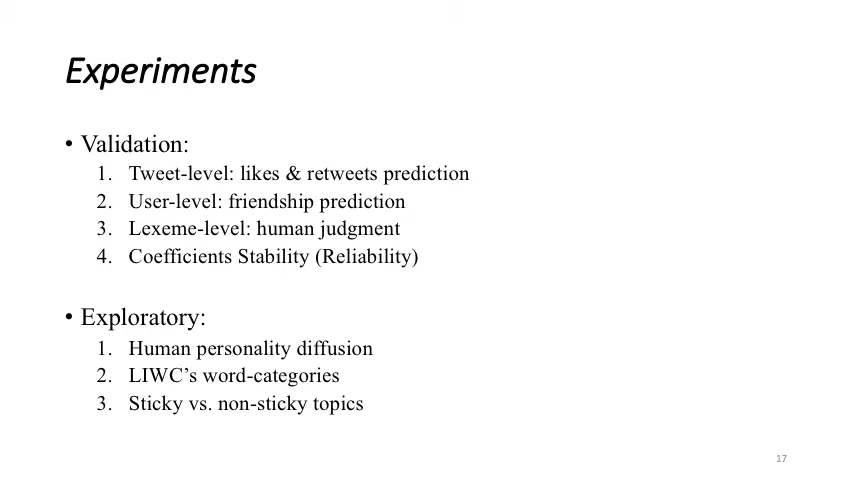 Experiments
• Validation:
1. Tweet-level: likes & retweets prediction
2. User-level: friendship prediction
3. Lexeme-level: human judgment
4. Coefficients Stability (Reliability)
• Exploratory:
1. Human personality diffusion
2. LIWC’s word-categories
3. Sticky vs. non-sticky topics
17